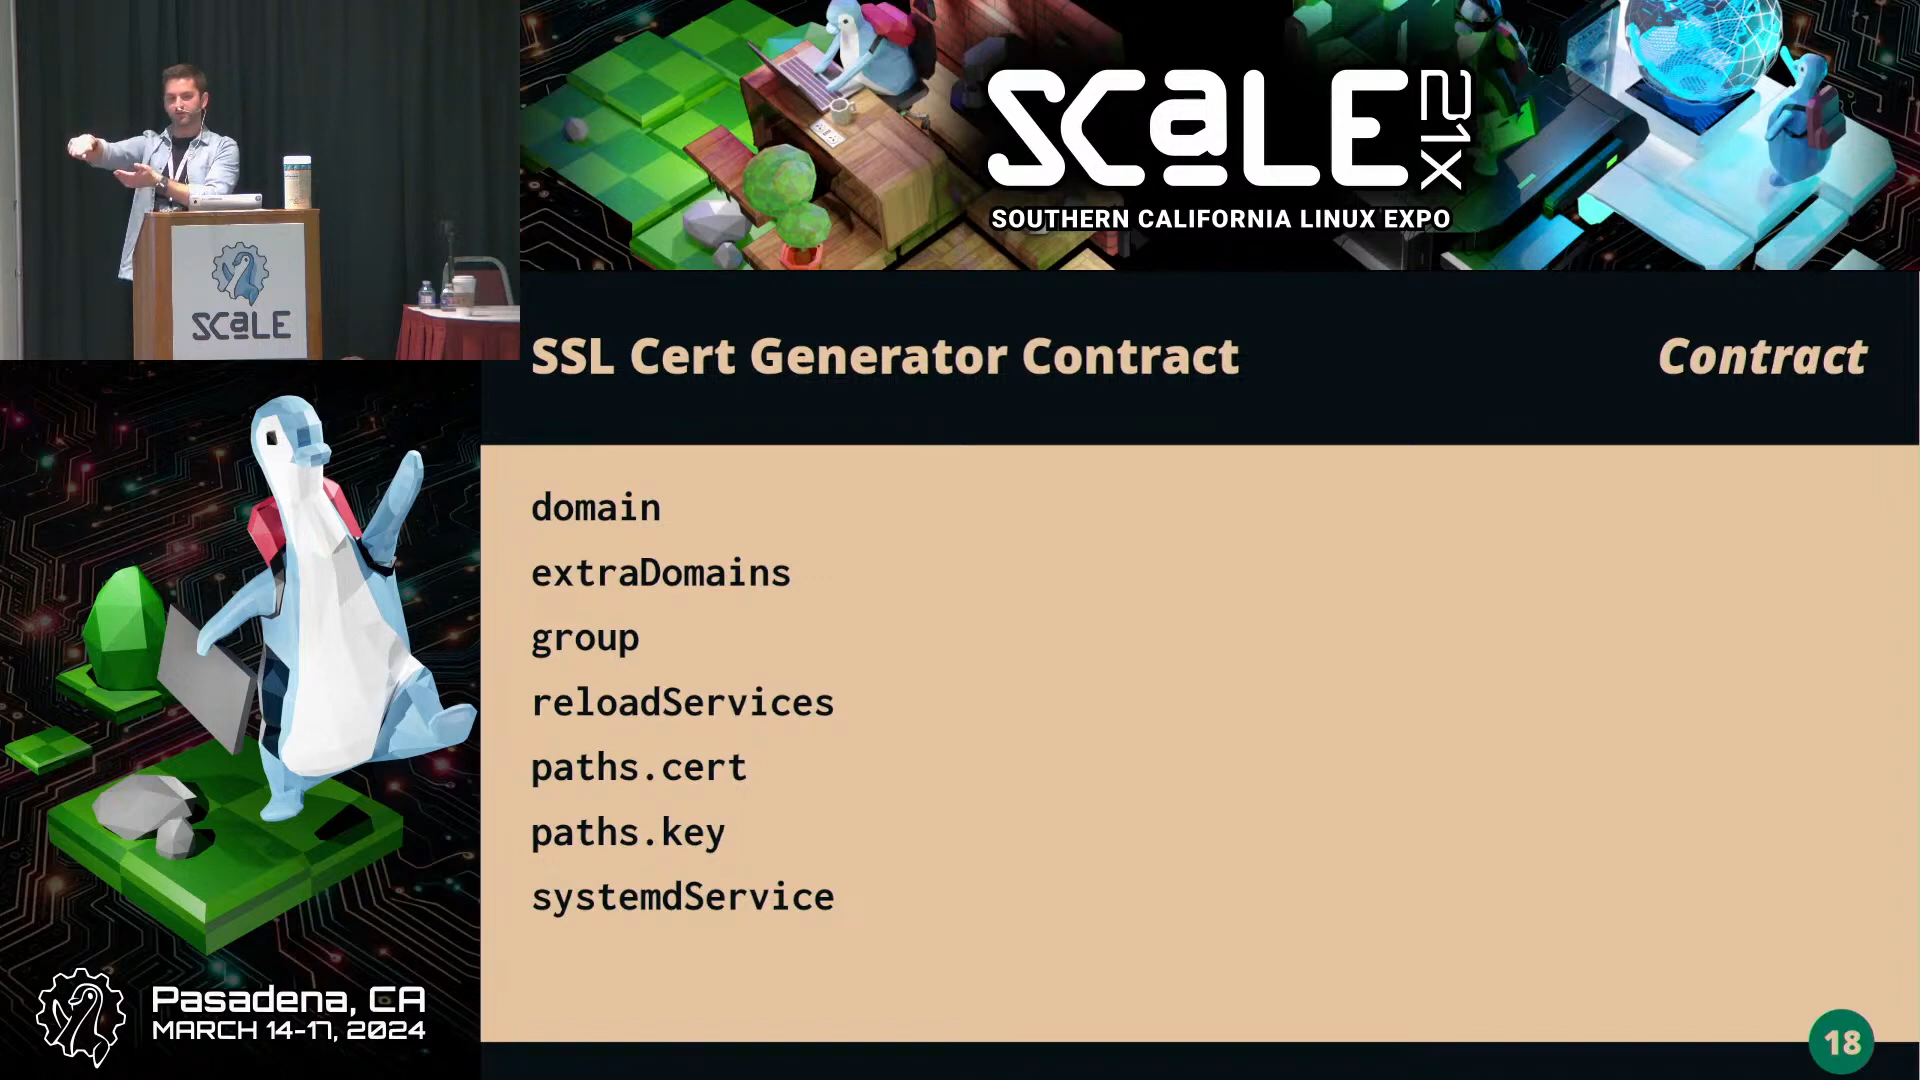 SCaLE
21X
SOUTHERN CALIFORNIA LINUX EXPO
SCaLE
SSL Cert Generator Contract
Contract
domain
extraDomains
group
reloadServices
paths.cert
paths.key
systemdService
Pasadena, CA
MARCH 14-17, 2024
18